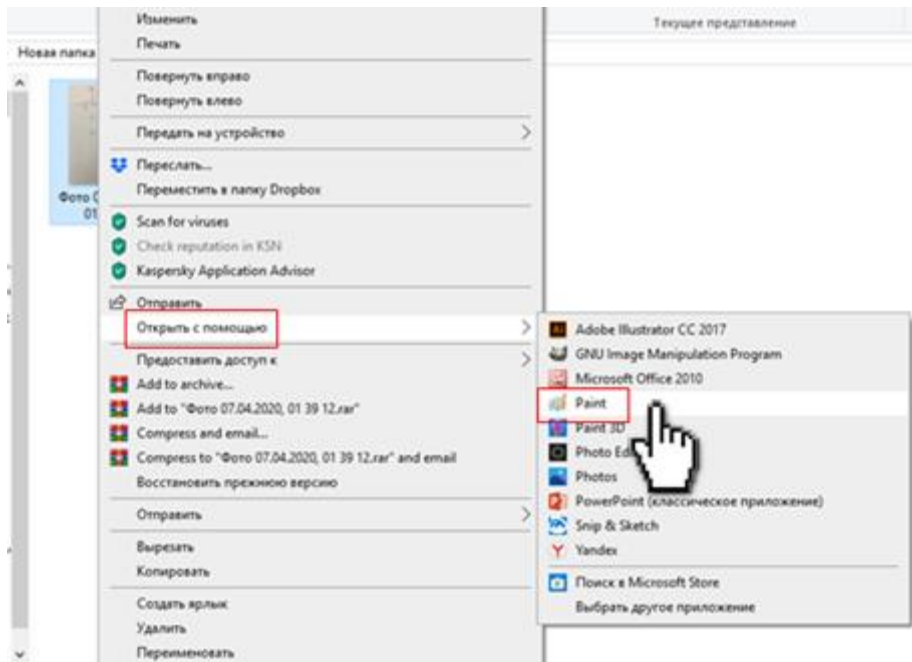 Изменить
Текущее представление
Печать
Новая папка
Повернуть вправо
Повернуть влево
Передать на устройство
Переслать...
Переместить в папку Dropbox
Фото
01
Scan for viruses
Check reputation in KSN
Kaspersky Application Advisor
Отправить
Открыть с помощью
Предоставить доступ к
Add to archive...
Add to "Фото 07.04.2020, 01 39 12.rar"
Compress and email...
Compress to "Фото 07.04.2020, 01 39 12.rar" and email
Восстановить прежнюю версию
Отправить
Вырезать
Копировать
Создать ярлык
Удалить
Переименовать
Adobe Illustrator CC 2017
GNU Image Manipulation Program
Microsoft Office 2010
Paint
Paint 3D
Photo Ed
Photos
PowerPoint (классическое приложение)
Snip & Sketch
Yandex
Поиск в Microsoft Store
Выбрать другое приложение